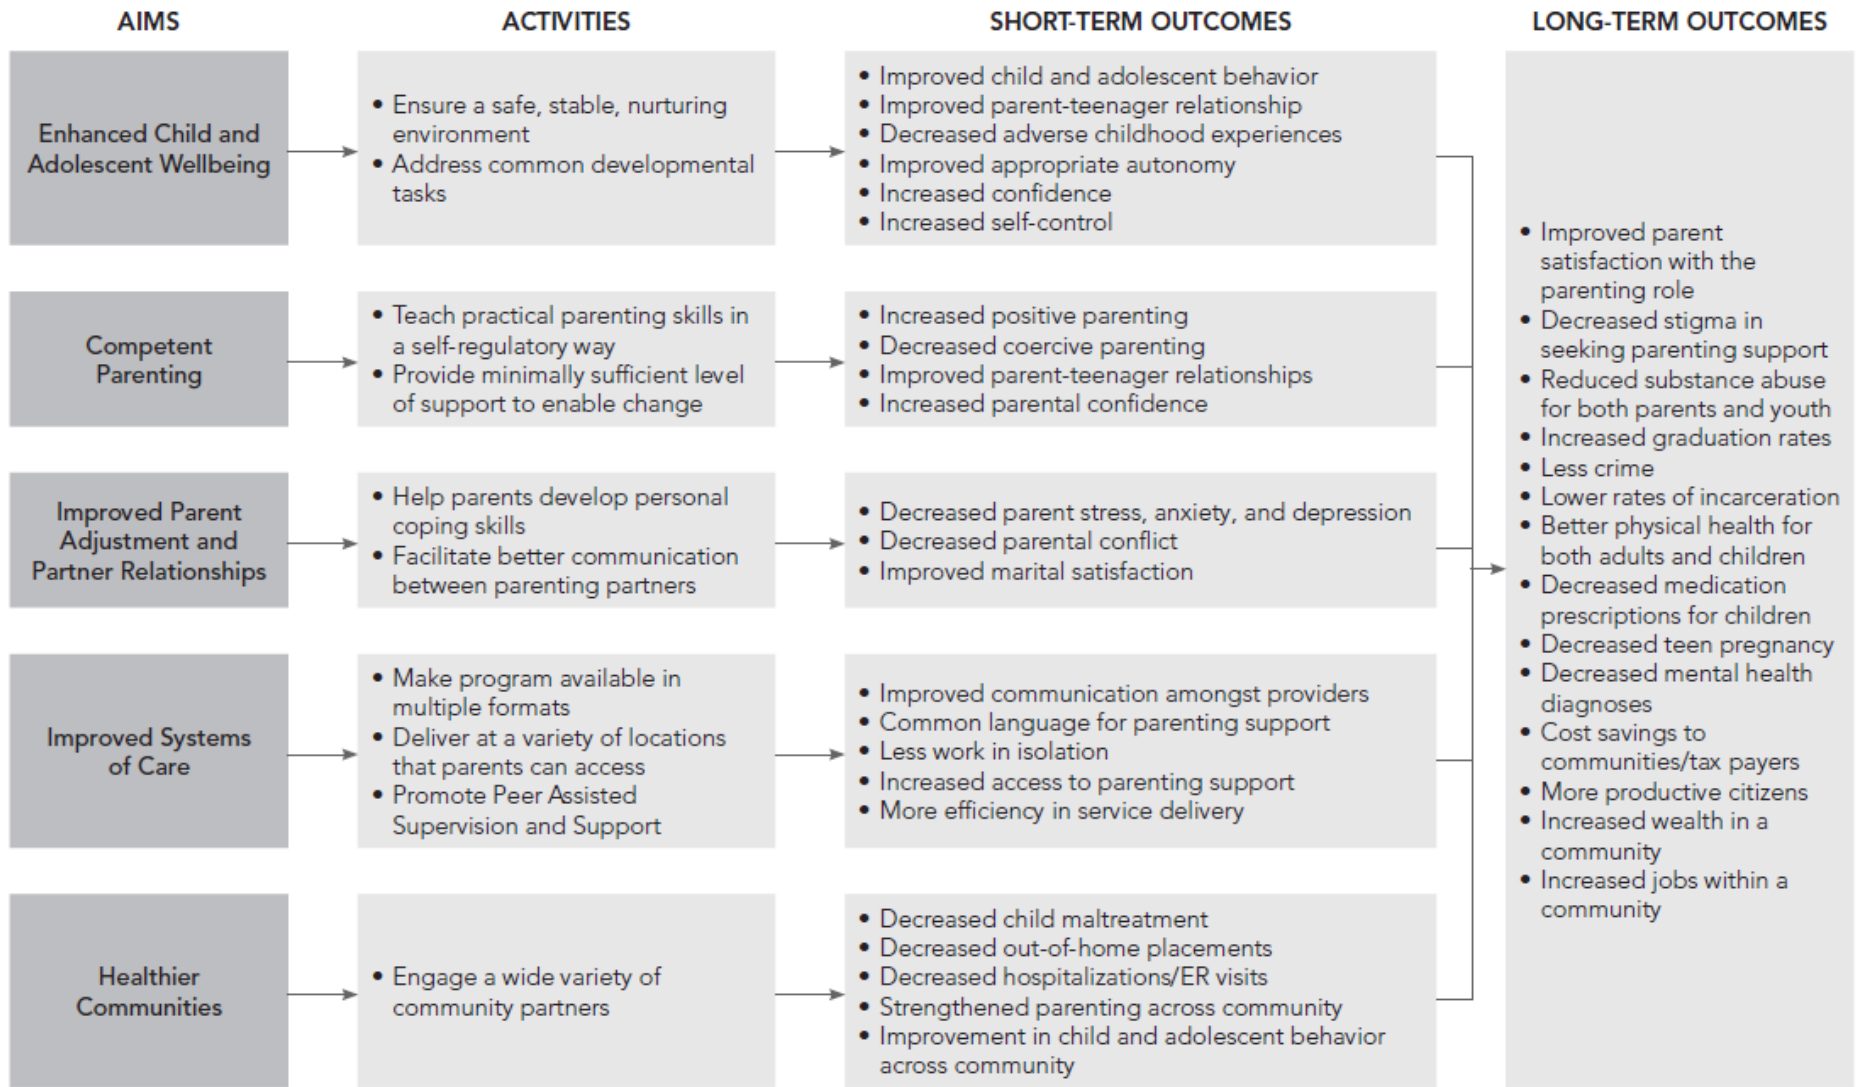 AIMS
ACTIVITIES
SHORT-TERM OUTCOMES
LONG-TERM OUTCOMES
Enhanced Child and
Adolescent Wellbeing
• Ensure a safe, stable, nurturing
environment
• Address common developmental
tasks
• Improved child and adolescent behavior
• Improved parent-teenager relationship
• Decreased adverse childhood experiences
• Improved appropriate autonomy
• Increased confidence
• Increased self-control
Competent
Parenting
• Teach practical parenting skills in
a self-regulatory way
• Provide minimally sufficient level
of support to enable change
• Increased positive parenting
• Decreased coercive parenting
• Improved parent-teenager relationships
• Increased parental confidence
Improved Parent
Adjustment and
Partner Relationships
• Help parents develop personal
coping skills
• Facilitate better communication
between parenting partners
• Decreased parent stress, anxiety, and depression
• Decreased parental conflict
• Improved marital satisfaction
Improved Systems
of Care
• Make program available in
multiple formats
• Deliver at a variety of locations
that parents can access
• Promote Peer Assisted
Supervision and Support
• Improved communication amongst providers
• Common language for parenting support
• Less work in isolation
• Increased access to parenting support
• More efficiency in service delivery
Healthier
Communities
• Engage a wide variety of
community partners
• Decreased child maltreatment
• Decreased out-of-home placements
• Decreased hospitalizations/ER visits
• Strengthened parenting across community
• Improvement in child and adolescent behavior
across community
• Improved parent
satisfaction with the
parenting role
• Decreased stigma in
seeking parenting support
• Reduced substance abuse
for both parents and youth
• Increased graduation rates
• Less crime
• Lower rates of incarceration
• Better physical health for
both adults and children
• Decreased medication
prescriptions for children
• Decreased teen pregnancy
• Decreased mental health
diagnoses
• Cost savings to
communities/tax payers
• More productive citizens
• Increased wealth in a
community
• Increased jobs within a
community